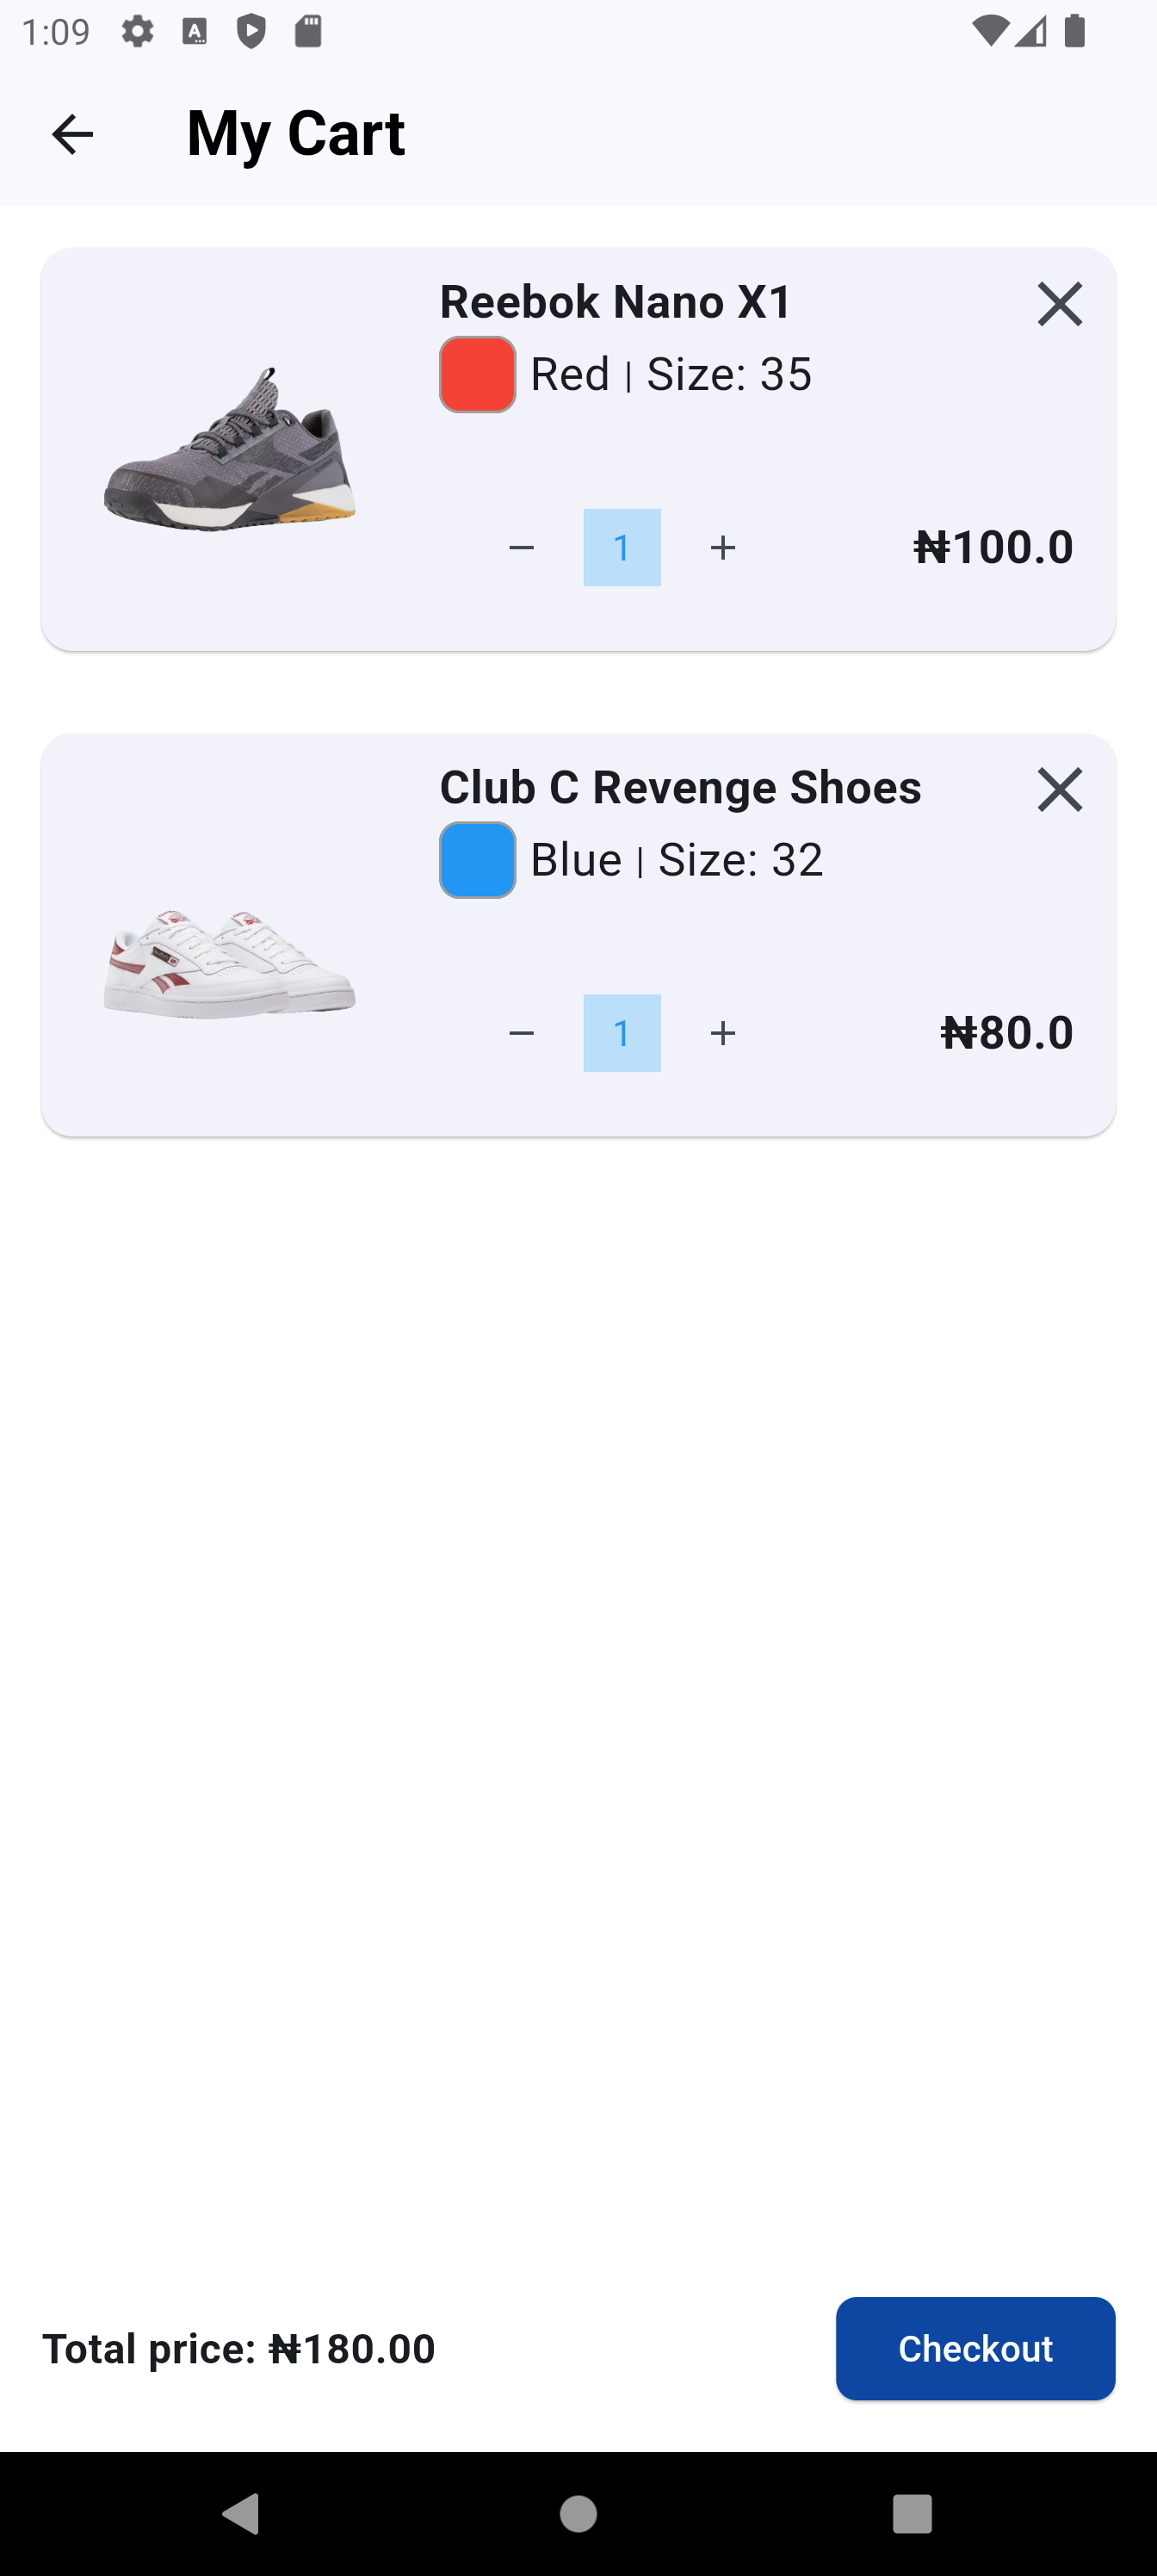 1:09
My Cart
Reebok Nano X1
Red | Size: 35
− 1 + ₦100.0
Club C Revenge Shoes
Blue | Size: 32
− 1 + ₦80.0
Total price: ₦180.00
Checkout